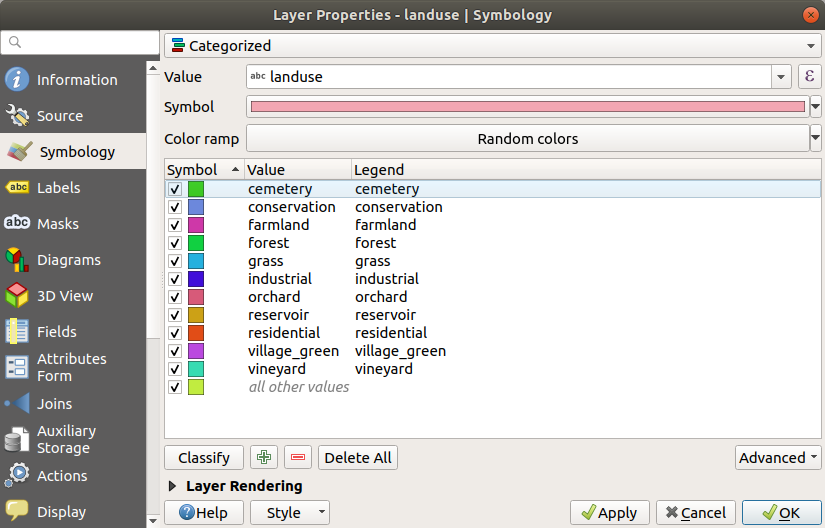 Layer Properties - landuse | Symbology
Categorized
Information
Source
Symbology
abc Labels
abc Masks
Diagrams
3D View
Fields
Attributes
Form
Joins
Auxiliary
Storage
Actions
Display
Value abc landuse ε
Symbol
Color ramp Random colors
Symbol Value Legend
cemetery cemetery
conservation conservation
farmland farmland
forest forest
grass grass
industrial industrial
orchard orchard
reservoir reservoir
residential residential
village_green village_green
vineyard vineyard
all other values
Classify Delete All Advanced
Layer Rendering
Help Style Apply Cancel OK